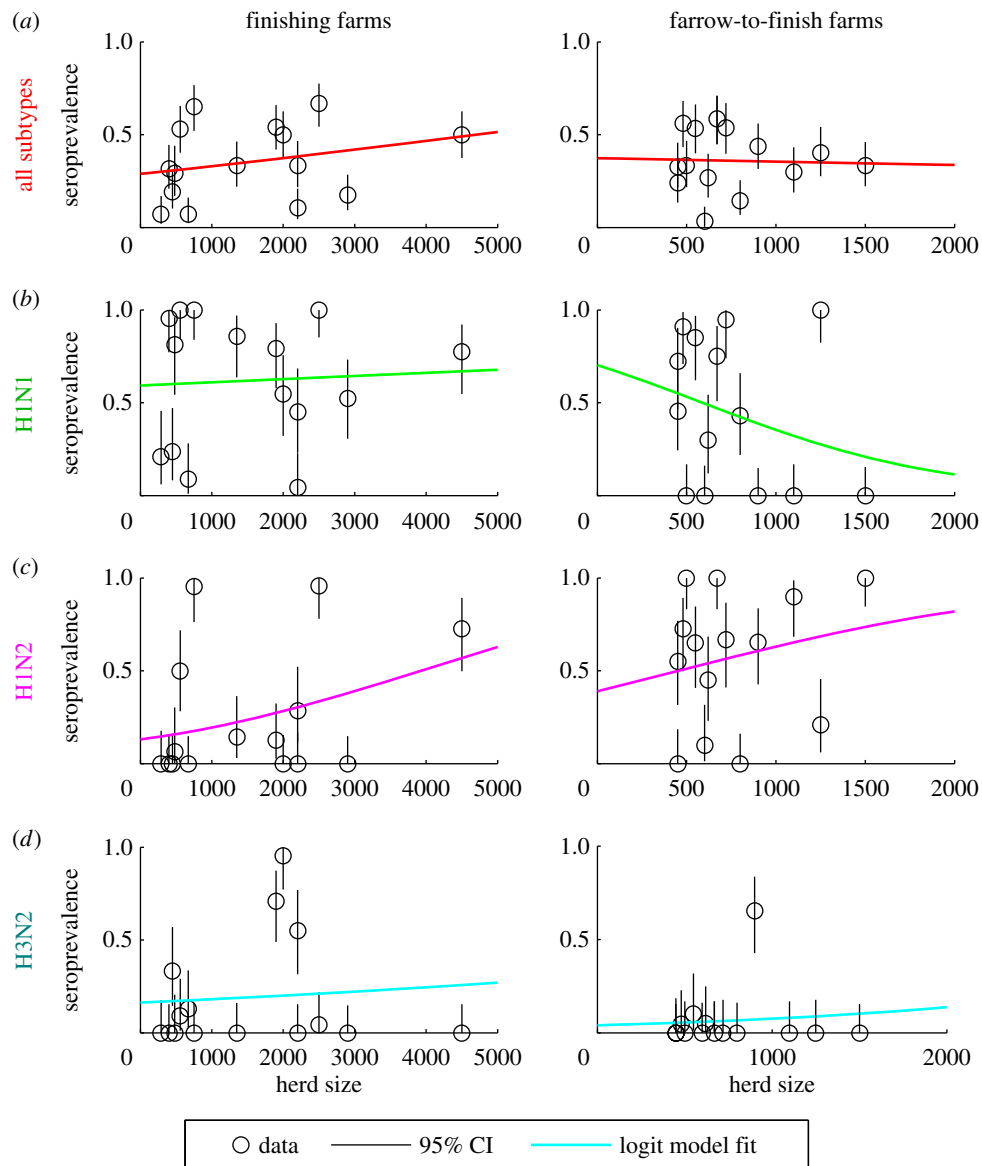 (a)
finishing farms
farrow-to-finish farms
all subtypes
seroprevalence
1.0
0.5
0 1000 2000 3000 4000 5000
1.0
0.5
500 1000 1500 2000
0
(b)
H1N1
seroprevalence
1.0
0.5
0 1000 2000 3000 4000 5000
1.0
0.5
0 500 1000 1500 2000
(c)
H1N2
seroprevalence
1.0
0.5
0 1000 2000 3000 4000 5000
1.0
0.5
0 500 1000 1500 2000
(d)
H3N2
seroprevalence
1.0
0.5
0 1000 2000 3000 4000 5000
herd size
1.0
0.5
0 1000 2000
herd size
data 95% CI logit model fit